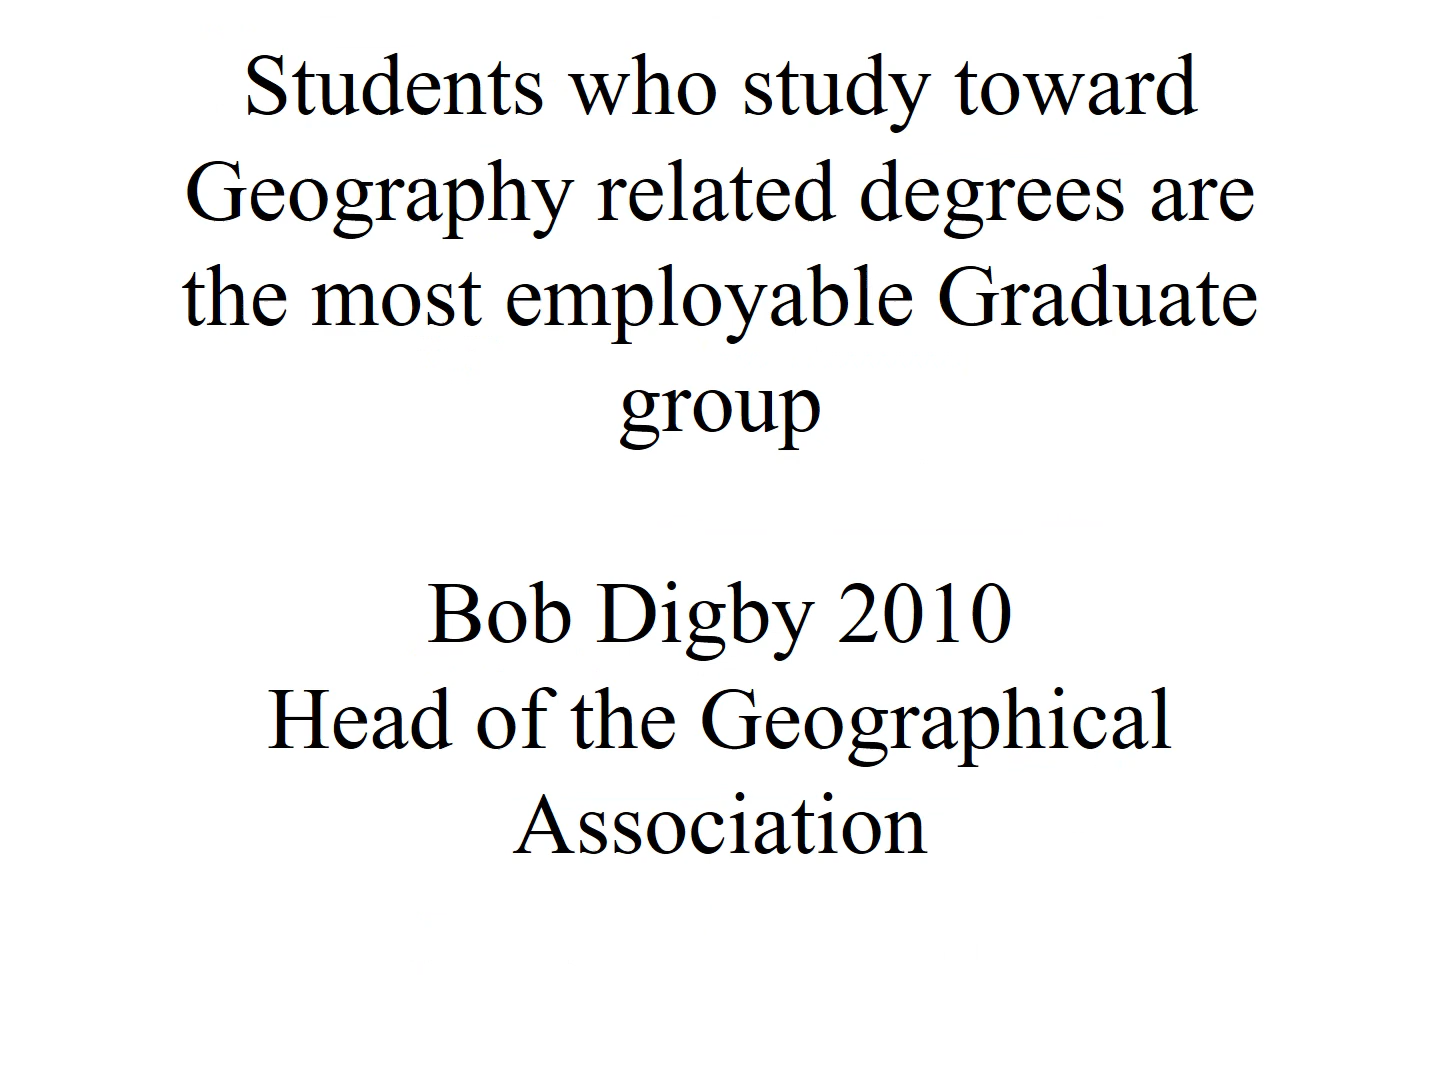 Students who study toward
Geography related degrees are
the most employable Graduate
group
Bob Digby 2010
Head of the Geographical
Association